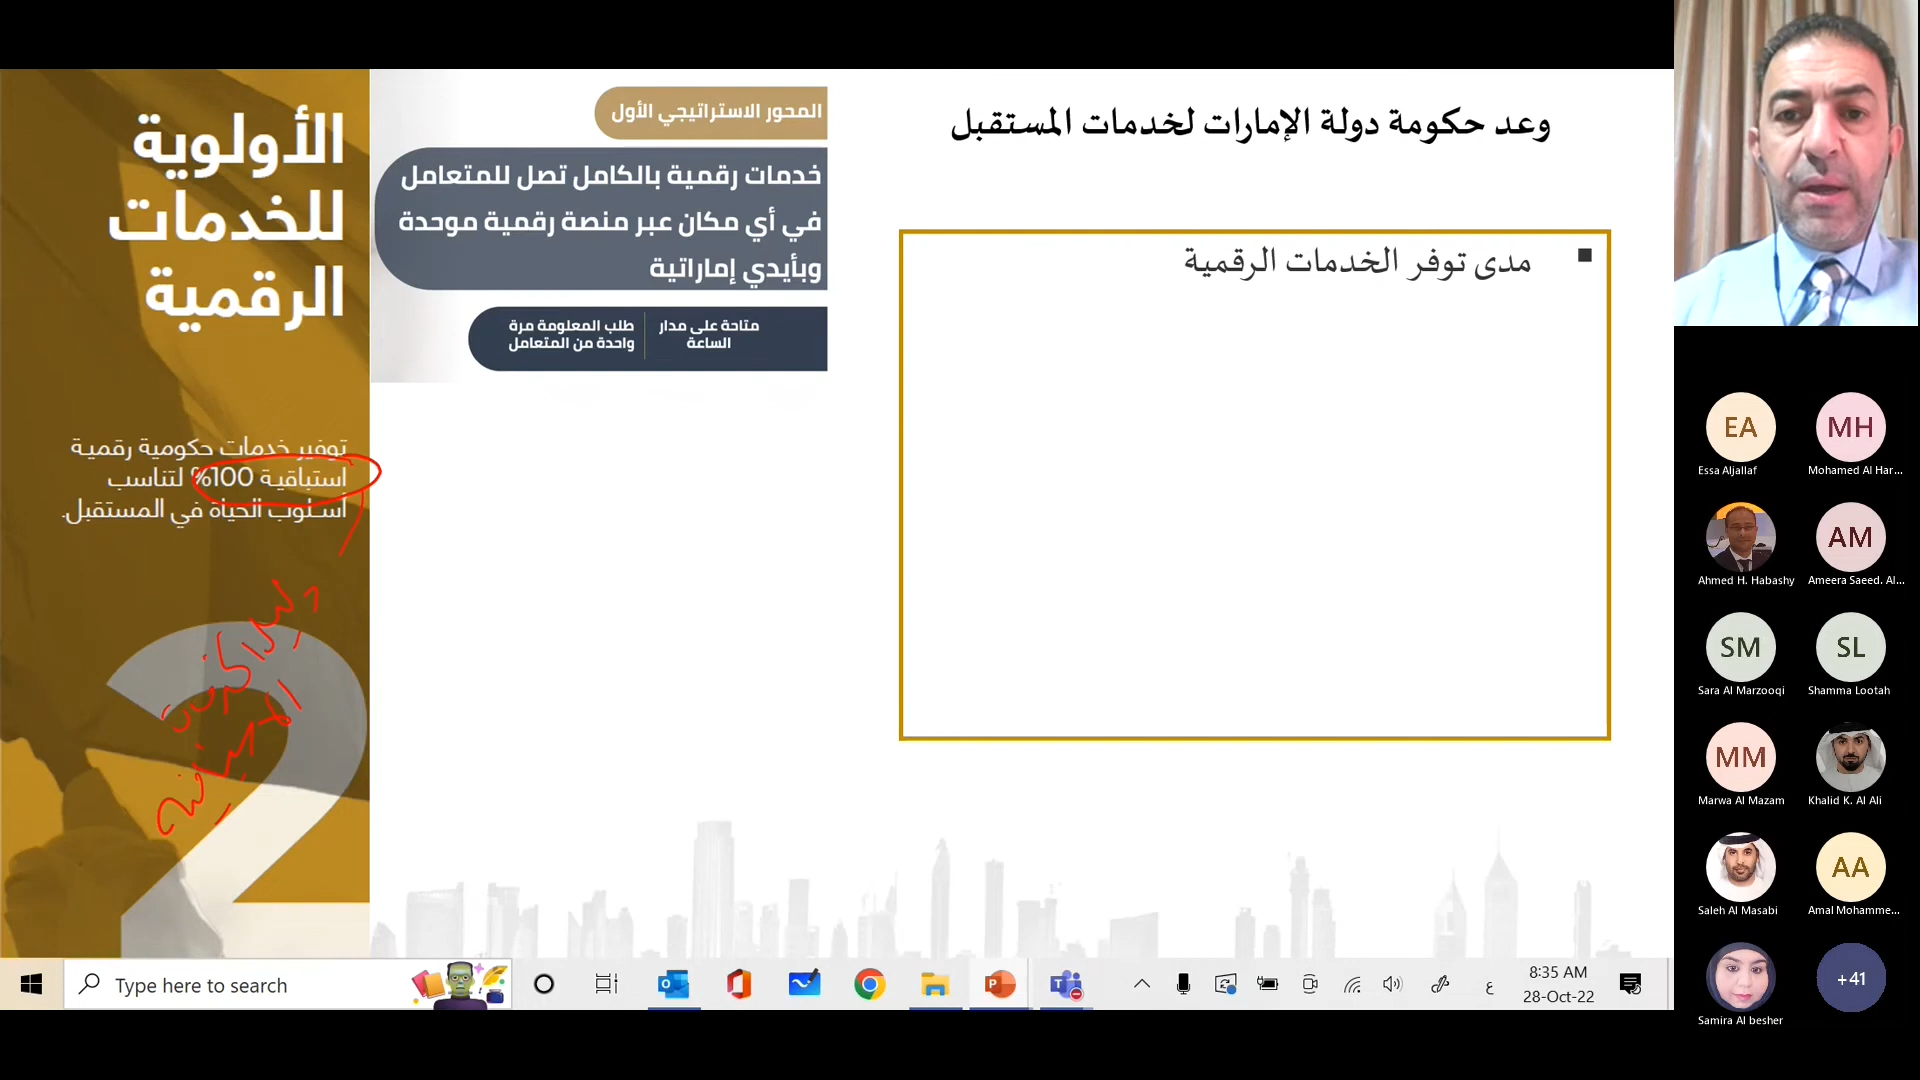 الأولوية
للخدمات
الرقمية
توفير خدمات حكومية رقمية
استباقية 100% لتناسب
أسلوب الحياة في المستقبل.
2
المحور الاستراتيجي الأول
خدمات رقمية بالكامل تصل للمتعامل
في أي مكان عبر منصة رقمية موحدة
وبأيدي إماراتية
متاحة على مدار
الساعة
طلب المعلومة مرة
واحدة من المتعامل
وعد حكومة دولة الإمارات لخدمات المستقبل
مدى توفر الخدمات الرقمية
EA
Essa Aljallaf
MH
Mohamed Al Har...
Ahmed H. Habashy
AM
Ameera Saeed. Al...
SM
Sara Al Marzooqi
SL
Shamma Lootah
MM
Marwa Al Mazam
Khalid K. Al Ali
Saleh Al Masabi
AA
Amal Mohamme...
Samira Al besher
+41
Type here to search
ع
8:35 AM
28-Oct-22